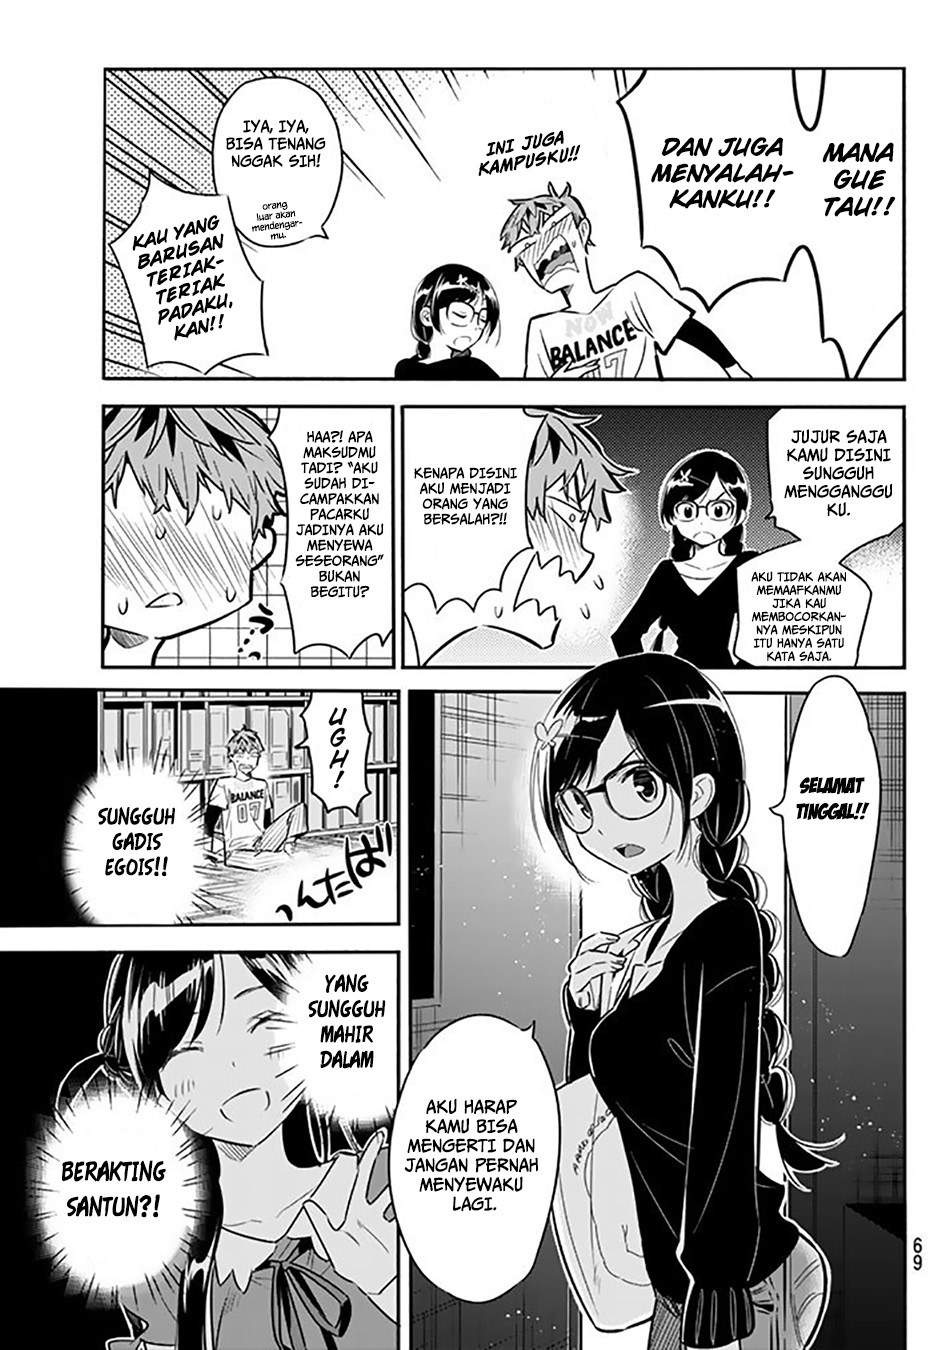 MANA
GUE
TAU!!
DAN JUGA
MENYALAH-
KANKU!!
INI JUGA
KAMPUSKU!!
IYA, IYA,
BISA TENANG
NGGAK SIH!
orang
luar akan
mendengar-
mu.
KAU YANG
BARUSAN
TERIAK-
TERIAK
PADAKU,
KAN!!
NOW
BALANCE
07
JUJUR SAJA
KAMU DISINI
SUNGGUH
MENGGANGGU
KU.
AKU TIDAK AKAN
MEMAAFKANMU
JIKA KAU
MEMBOCORKAN-
NYA MESKIPUN
ITU HANYA SATU
KATA SAJA.
KENAPA DISINI
AKU MENJADI
ORANG YANG
BERSALAH?!!
HAA?! APA
MAKSUDMU
TADI? "AKU
SUDAH DI-
CAMPAKKAN
PACARKU
JADINYA AKU
MENYEWA
SESEORANG"
BUKAN
BEGITU?
SELAMAT
TINGGAL!!
AKU HARAP
KAMU BISA
MENGERTI DAN
JANGAN PERNAH
MENYEWAKU
LAGI.
UGH!
BALANCE
07
ばたんっ
SUNGGUH
GADIS
EGOIS!!
YANG
SUNGGUH
MAHIR
DALAM
BERAKTING
SANTUN?!
69